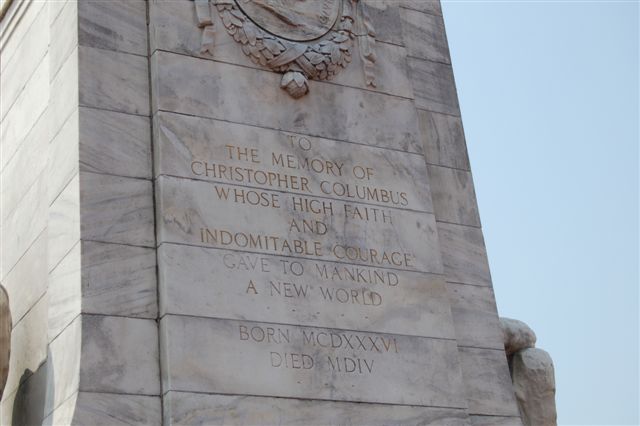 TO
THE MEMORY OF
CHRISTOPHER COLUMBUS
WHOSE HIGH FAITH
AND
INDOMITABLE COURAGE
GAVE TO MANKIND
A NEW WORLD
BORN MCDXXXVI
DIED MDIV